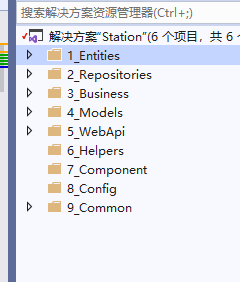 搜索解决方案资源管理器(Ctrl+;)
解决方案"Station"(6 个项目，共 6
1_Entities
2_Repositories
3_Business
4_Models
5_WebApi
6_Helpers
7_Component
8_Config
9_Common